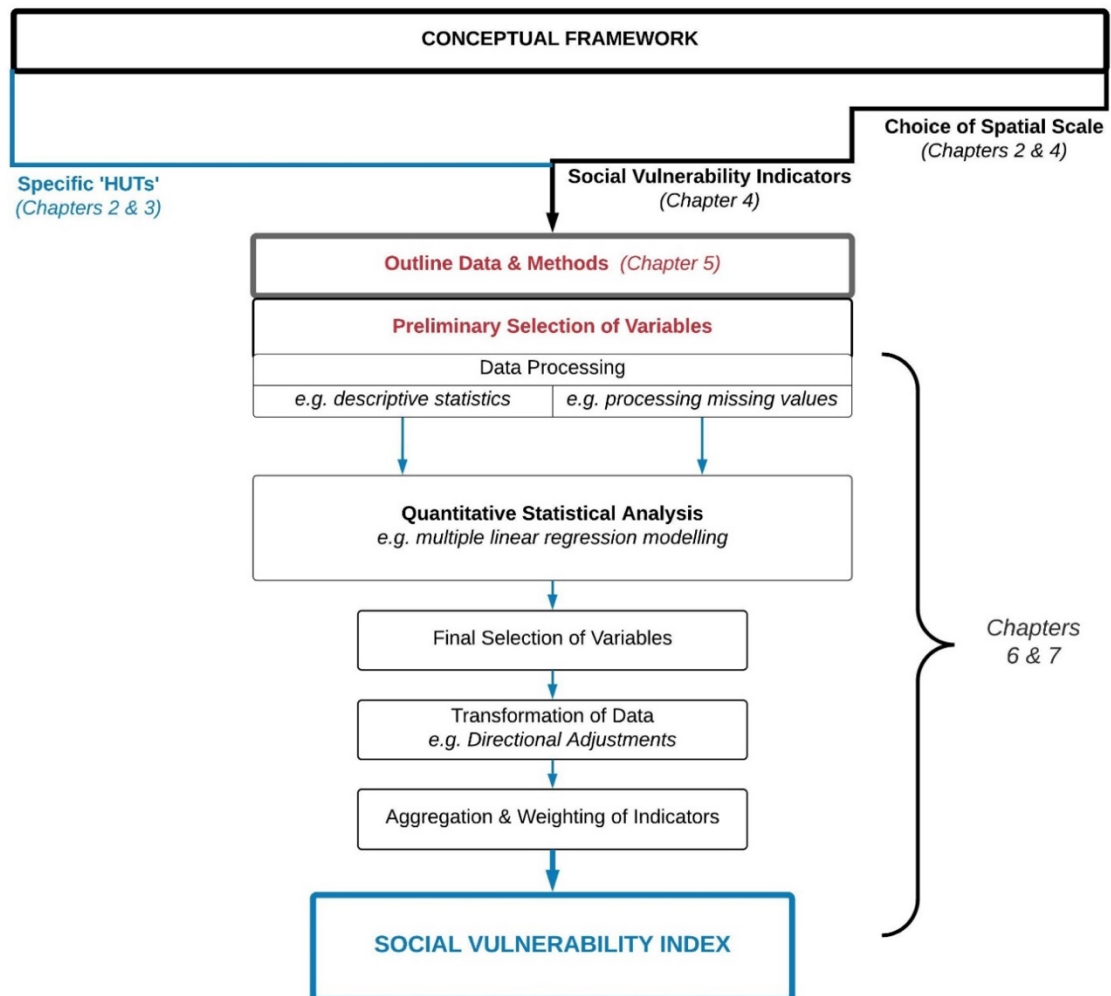 CONCEPTUAL FRAMEWORK
Choice of Spatial Scale
(Chapters 2 & 4)
Social Vulnerability Indicators
(Chapter 4)
Specific 'HUTs'
(Chapters 2 & 3)
Outline Data & Methods (Chapter 5)
Preliminary Selection of Variables
Data Processing
e.g. descriptive statistics
e.g. processing missing values
Quantitative Statistical Analysis
e.g. multiple linear regression modelling
Final Selection of Variables
Transformation of Data
e.g. Directional Adjustments
Aggregation & Weighting of Indicators
SOCIAL VULNERABILITY INDEX
Chapters
6 & 7